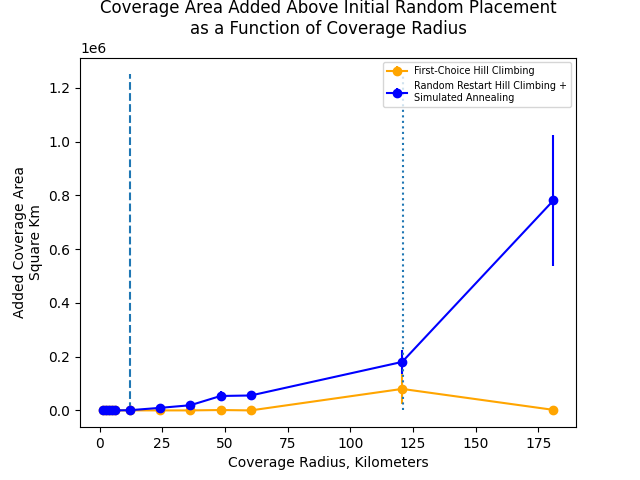 Coverage Area Added Above Initial Random Placement
as a Function of Coverage Radius
1e6
First-Choice Hill Climbing
Random Restart Hill Climbing +
Simulated Annealing
1.2
1.0
0.8
0.6
0.4
0.2
0.0
Added Coverage Area
Square Km
0 25 50 75 100 125 150 175
Coverage Radius, Kilometers